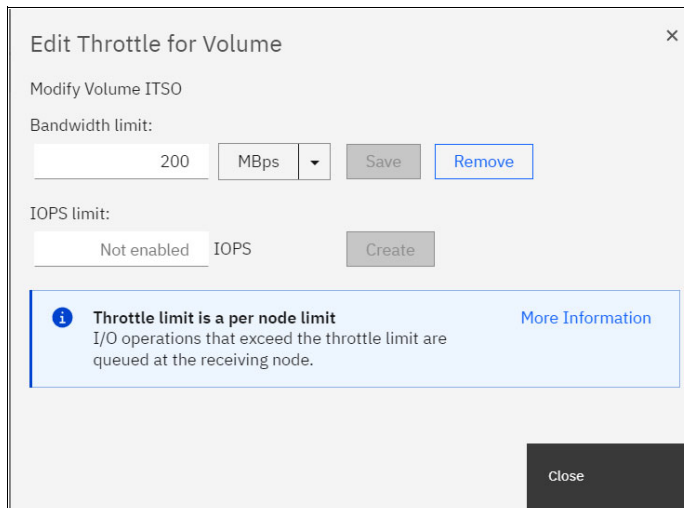 Edit Throttle for Volume
Modify Volume ITSO
Bandwidth limit:
200 MBps Save Remove
IOPS limit:
Not enabled IOPS Create
Throttle limit is a per node limit More Information
I/O operations that exceed the throttle limit are
queued at the receiving node.
Close